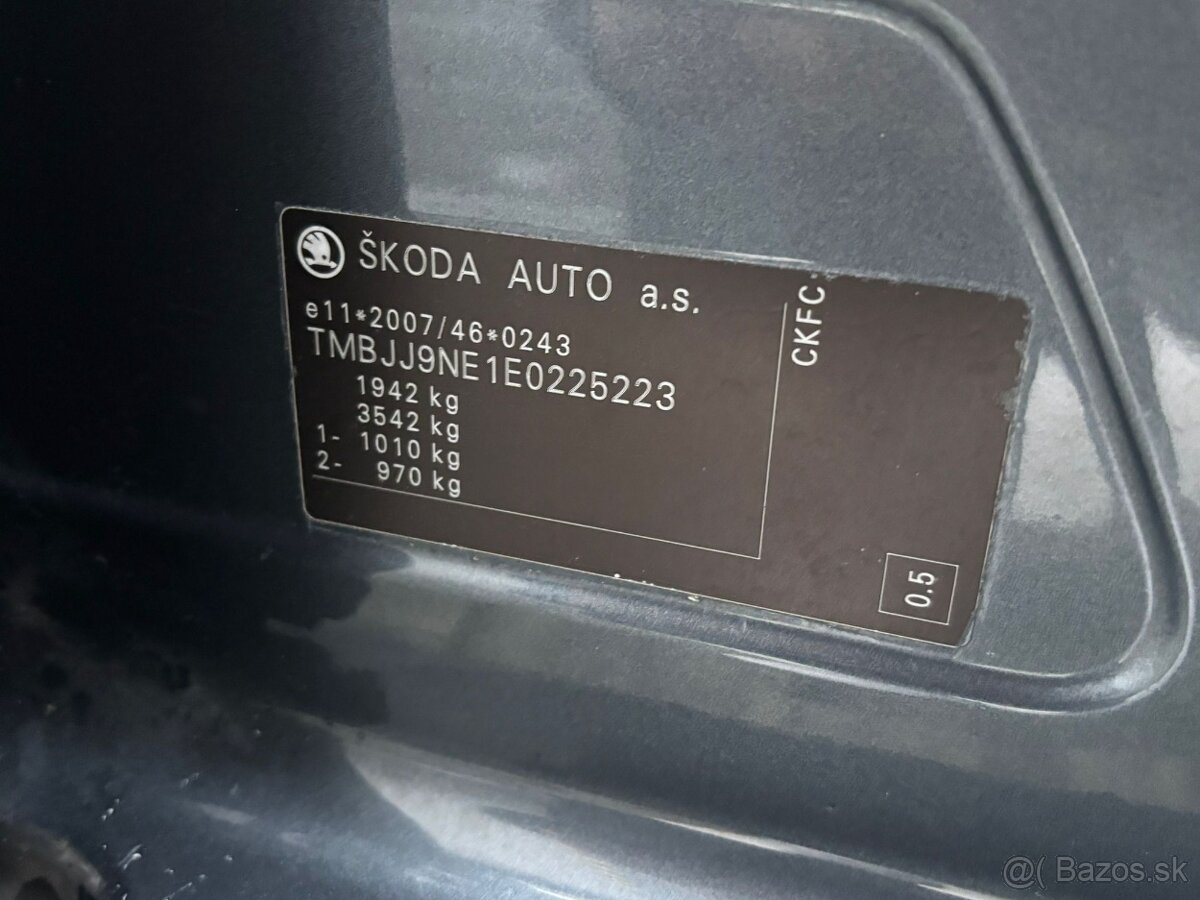 ŠKODA AUTO a.s.
e11*2007/46*0243
TMBJJ9NE1E0225223
1942 kg
3542 kg
1- 1010 kg
2- 970 kg
CKFC
0.5
@( Bazos.sk